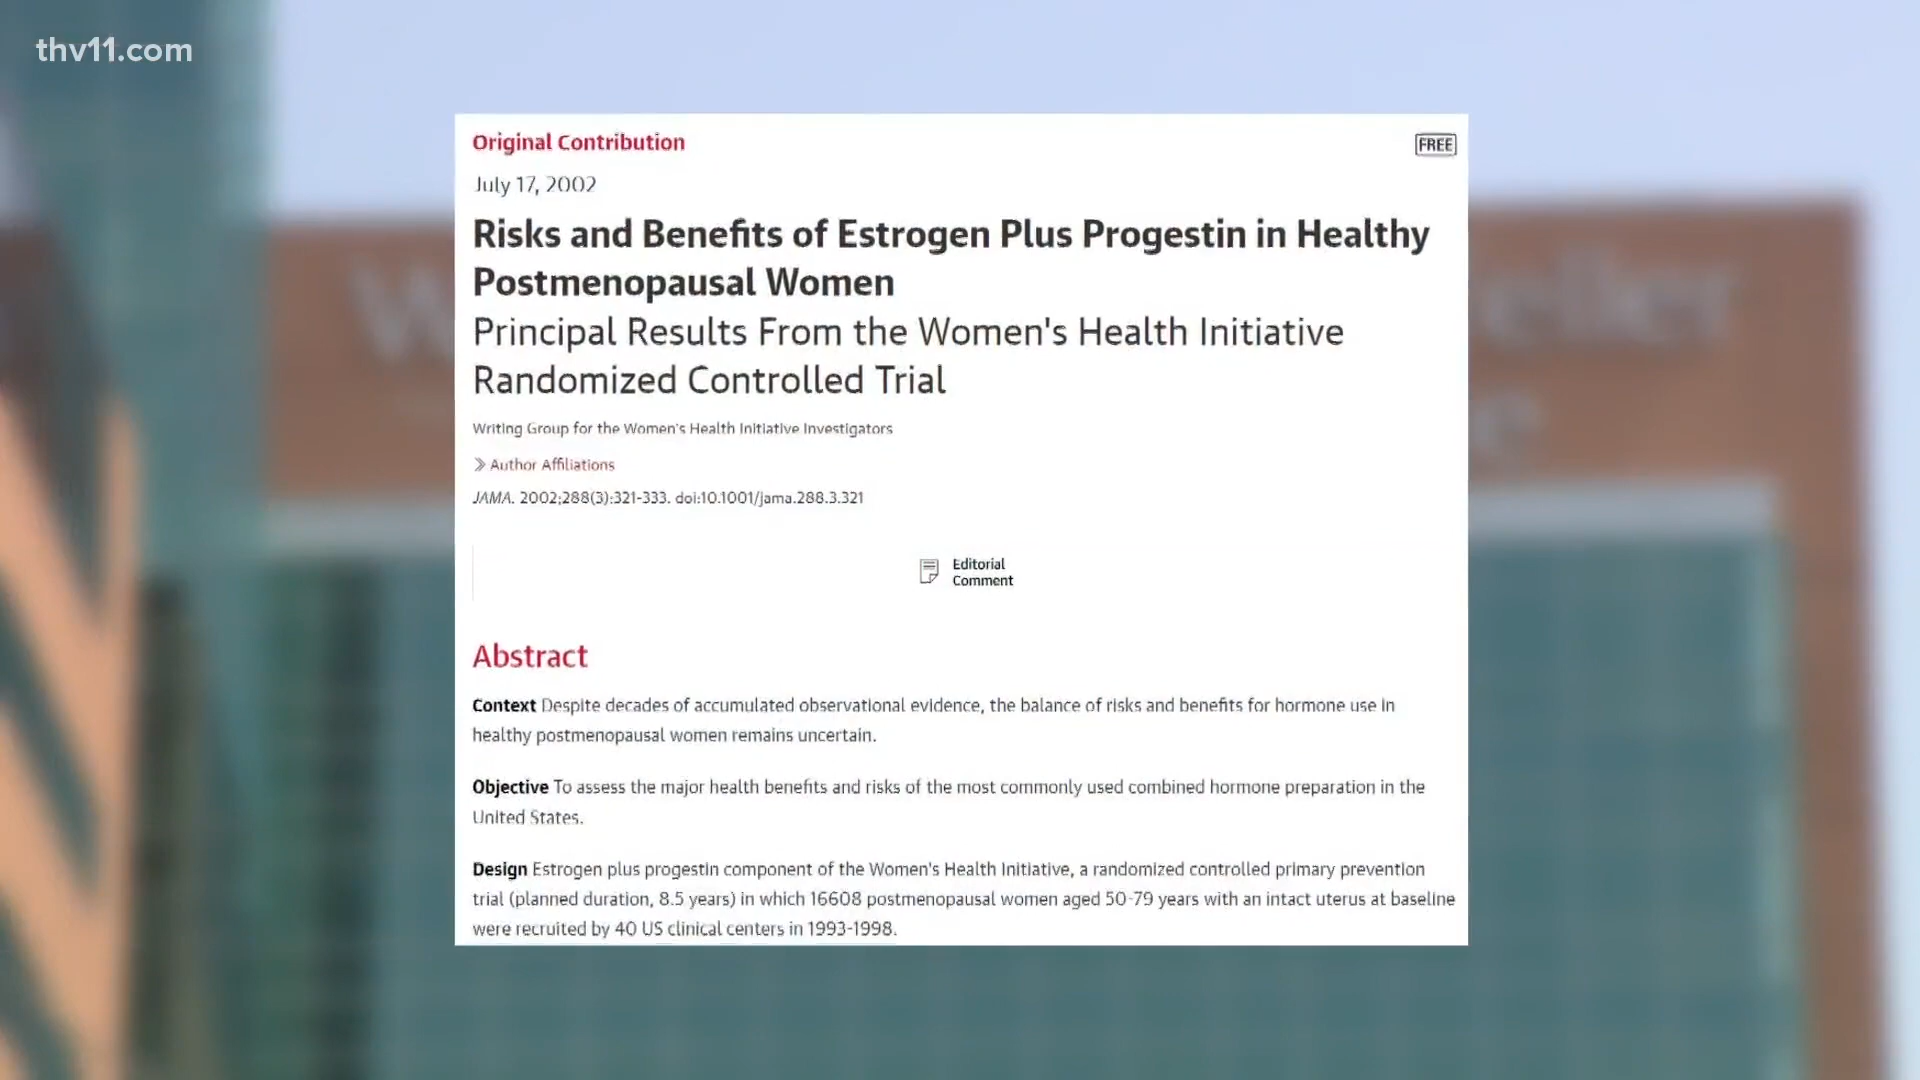 thv11.com
Original Contribution
FREE
July 17, 2002
Risks and Benefits of Estrogen Plus Progestin in Healthy
Postmenopausal Women
Principal Results From the Women's Health Initiative
Randomized Controlled Trial
Writing Group for the Women's Health Initiative Investigators
Author Affiliations
JAMA. 2002;288(3):321-333. doi:10.1001/jama.288.3.321
Editorial
Comment
Abstract
Context Despite decades of accumulated observational evidence, the balance of risks and benefits for hormone use in
healthy postmenopausal women remains uncertain.
Objective To assess the major health benefits and risks of the most commonly used combined hormone preparation in the
United States.
Design Estrogen plus progestin component of the Women's Health Initiative, a randomized controlled primary prevention
trial (planned duration, 8.5 years) in which 16608 postmenopausal women aged 50-79 years with an intact uterus at baseline
were recruited by 40 US clinical centers in 1993-1998.